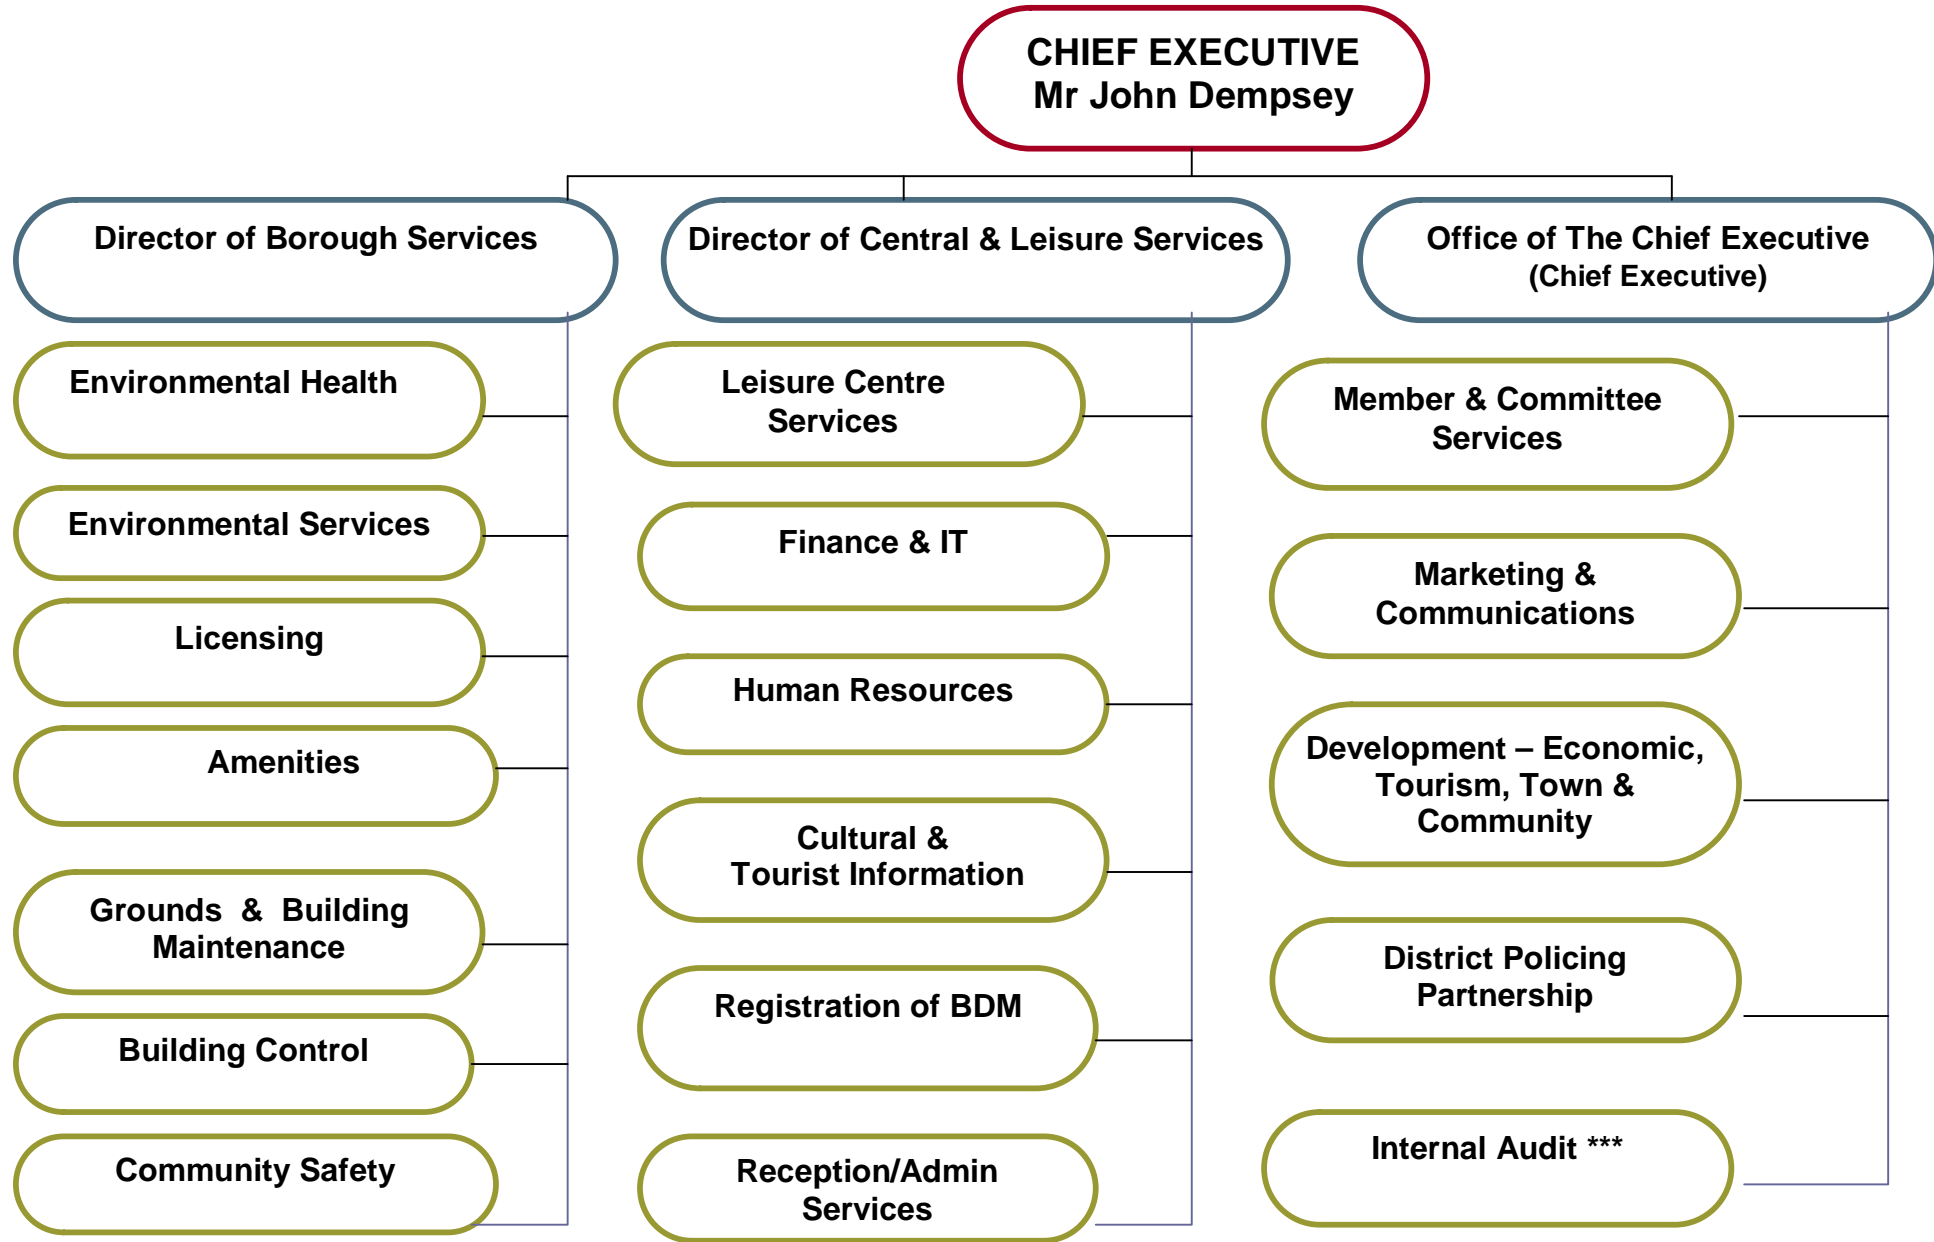 CHIEF EXECUTIVE
Mr John Dempsey
Director of Borough Services
Environmental Health
Environmental Services
Licensing
Amenities
Grounds & Building
Maintenance
Building Control
Community Safety
Director of Central & Leisure Services
Leisure Centre
Services
Finance & IT
Human Resources
Cultural &
Tourist Information
Registration of BDM
Reception/Admin
Services
Office of The Chief Executive
(Chief Executive)
Member & Committee
Services
Marketing &
Communications
Development – Economic,
Tourism, Town &
Community
District Policing
Partnership
Internal Audit ***